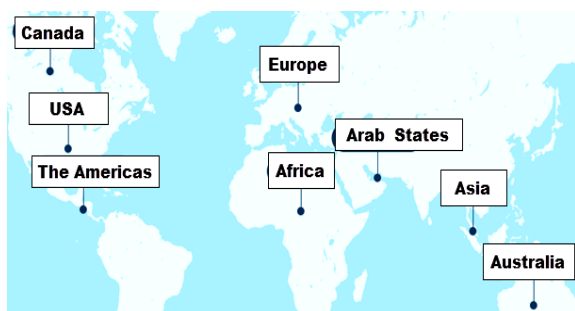 Canada
Europe
USA
Arab States
The Americas
Africa
Asia
Australia